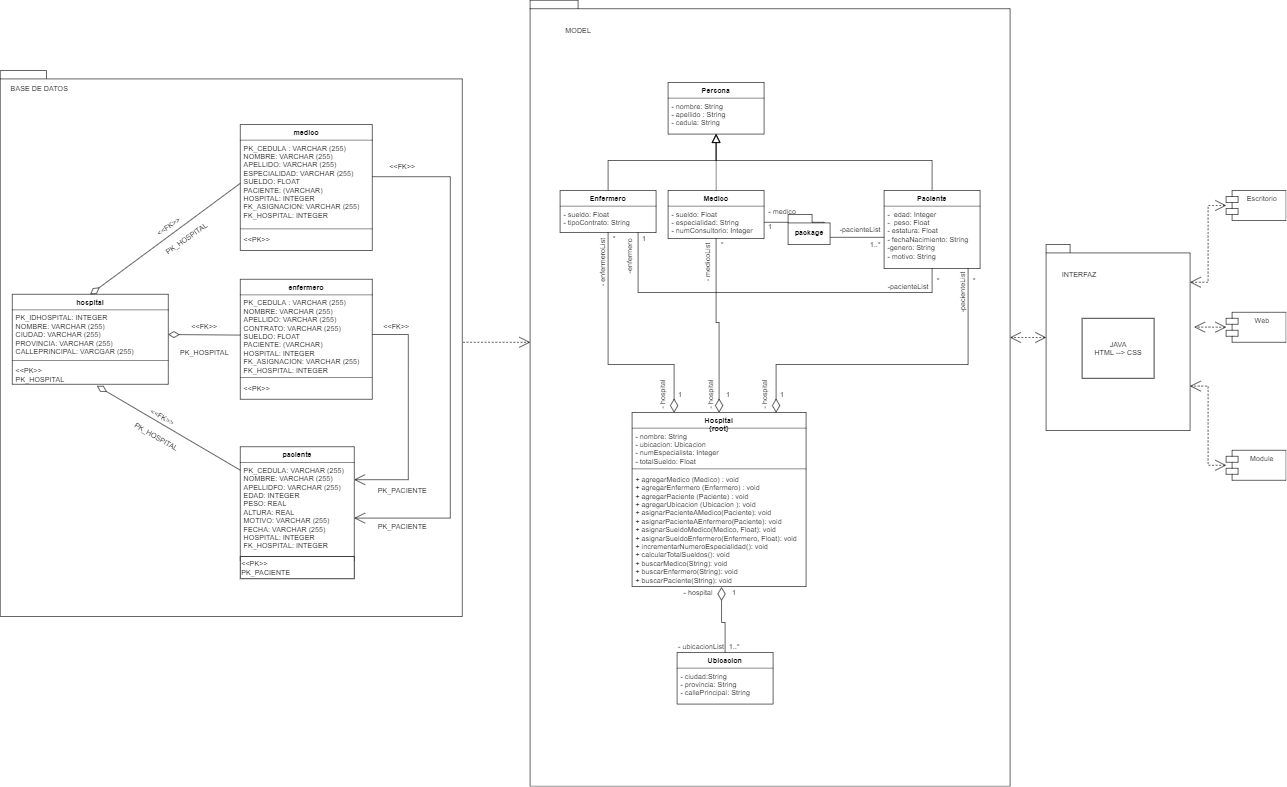 BASE DE DATOS
medico
PK_CEDULA : VARCHAR (255)
NOMBRE: VARCHAR (255)
APELLIDO: VARCHAR (255)
ESPECIALIDAD: VARCHAR (255)
SUELDO: FLOAT
PACIENTE: (VARCHAR)
HOSPITAL: INTEGER
FK_ASIGNACION: VARCHAR (255)
FK_HOSPITAL: INTEGER
<<PK>>
<<FK>>
<<FK>>
PK_HOSPITAL
hospital
PK_IDHOSPITAL: INTEGER
NOMBRE: VARCHAR (255)
CIUDAD: VARCHAR (255)
PROVINCIA: VARCHAR (255)
CALLEPRINCIPAL: VARCGAR (255)
<<PK>>
PK_HOSPITAL
<<FK>>
PK_HOSPITAL
enfermero
PK_CEDULA : VARCHAR (255)
NOMBRE: VARCHAR (255)
APELLIDO: VARCHAR (255)
CONTRATO: VARCHAR (255)
SUELDO: FLOAT
PACIENTE: (VARCHAR)
HOSPITAL: INTEGER
FK_ASIGNACION: VARCHAR (255)
FK_HOSPITAL: INTEGER
<<PK>>
<<FK>>
<<FK>>
PK_HOSPITAL
paciente
PK_CEDULA: VARCHAR (255)
NOMBRE: VARCHAR (255)
APELLIDFO: VARCHAR (255)
EDAD: INTEGER
PESO: REAL
ALTURA: REAL
MOTIVO: VARCHAR (255)
FECHA: VARCHAR (255)
HOSPITAL: INTEGER
FK_HOSPITAL: INTEGER
<<PK>>
PK_PACIENTE
PK_PACIENTE
PK_PACIENTE
MODEL
Persona
- nombre: String
- apellido : String
- cedula: String
Enfermero
- sueldo: Float
- tipoContrato: String
Medico
- sueldo: Float
- especialidad: String
- numConsultorio: Integer
- medico
1
package
-pacienteList
1..*
Paciente
- edad: Integer
- peso: Float
- estatura: Float
- fechaNacimiento: String
-genero: String
- motivo: String
*
- enfermeroList
1
-enfermero
*
- medicoList
*
-pacienteList
*
-pacienteList
- hospital
1
- hospital
1
- hospital
1
Hospital
{root}
- nombre: String
- ubicacion: Ubicacion
- numEspecialista: Integer
- totalSueldo: Float
+ agregarMedico (Medico) : void
+ agregarEnfermero (Enfermero) : void
+ agregarPaciente (Paciente) : void
+ agregarUbicacion (Ubicacion ): void
+ asignarPacienteAMedico(Paciente): void
+ asignarPacienteAEnfermero(Paciente): void
+ asignarSueldoMedico(Medico, Float): void
+ asignarSueldoEnfermero(Enfermero, Float): void
+ incrementarNumeroEspecialidad(): void
+ calcularTotalSueldos(): void
+ buscarMedico(String): void
+ buscarEnfermero(String): void
+ buscarPaciente(String): void
- hospital
1
- ubicacionList
1..*
Ubicacion
- ciudad:String
- provincia: String
- callePrincipal: String
INTERFAZ
JAVA
HTML --> CSS
Escritorio
Web
Module